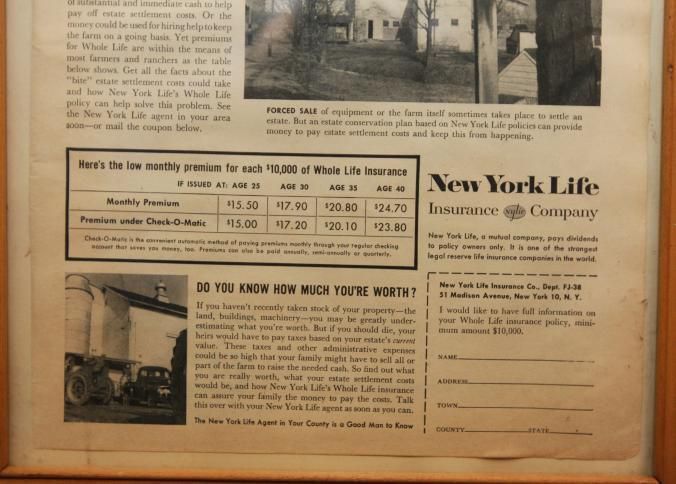 of substantial and immediate cash to help
pay off estate settlement costs. Or the
money could be used for hiring help to keep
the farm on a going basis. Yet premiums
for Whole Life are within the means of
most farmers and ranchers as the table
below shows. Get all the facts about the
"bite" estate settlement costs could take
and how New York Life's Whole Life
policy can help solve this problem. See
the New York Life agent in your area
soon—or mail the coupon below.
FORCED SALE of equipment or the farm itself sometimes takes place to settle an
estate. But an estate conservation plan based on New York Life policies can provide
money to pay estate settlement costs and keep this from happening.
Here's the low monthly premium for each $10,000 of Whole Life Insurance
IF ISSUED AT: AGE 25 AGE 30 AGE 35 AGE 40
Monthly Premium $15.50 $17.90 $20.80 $24.70
Premium under Check-O-Matic $15.00 $17.20 $20.10 $23.80
Check-O-Matic is the convenient automatic method of paying premiums monthly through your regular checking
account that saves you money, too. Premiums can also be paid annually, semi-annually or quarterly.
New York Life
Insurance nylic Company
New York Life, a mutual company, pays dividends
to policy owners only. It is one of the strongest
legal reserve life insurance companies in the world.
DO YOU KNOW HOW MUCH YOU'RE WORTH?
If you haven't recently taken stock of your property—the
land, buildings, machinery—you may be greatly under-
estimating what you're worth. But if you should die, your
heirs would have to pay taxes based on your estate's current
value. These taxes and other administrative expenses
could be so high that your family might have to sell all or
part of the farm to raise the needed cash. So find out what
you are really worth, what your estate settlement costs
would be, and how New York Life's Whole Life insurance
can assure your family the money to pay the costs. Talk
this over with your New York Life agent as soon as you can.
The New York Life Agent in Your County is a Good Man to Know
New York Life Insurance Co., Dept. FJ-38
51 Madison Avenue, New York 10, N. Y.
I would like to have full information on
your Whole Life insurance policy, mini-
mum amount $10,000.
NAME
ADDRESS
TOWN
COUNTY STATE